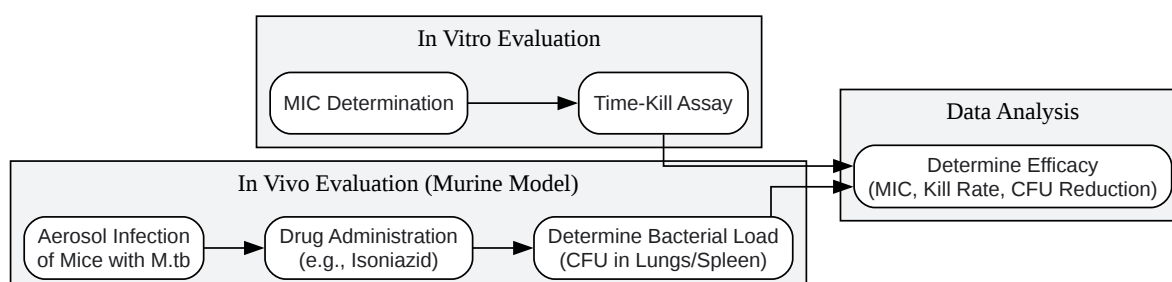 In Vitro Evaluation
MIC Determination
Time-Kill Assay
Data Analysis
Determine Efficacy
(MIC, Kill Rate, CFU Reduction)
In Vivo Evaluation (Murine Model)
Aerosol Infection
of Mice with M.tb
Drug Administration
(e.g., Isoniazid)
Determine Bacterial Load
(CFU in Lungs/Spleen)